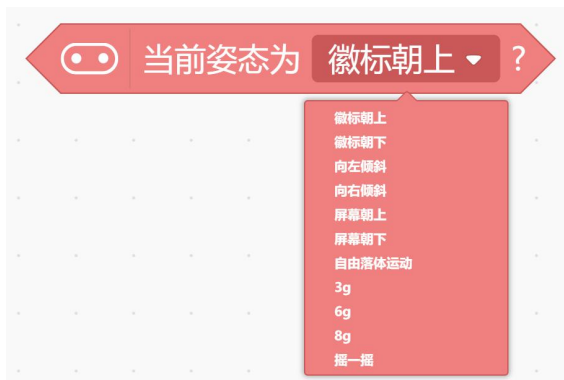 当前姿态为 徽标朝上 ?
徽标朝上
徽标朝下
向左倾斜
向右倾斜
屏幕朝上
屏幕朝下
自由落体运动
3g
6g
8g
摇一摇